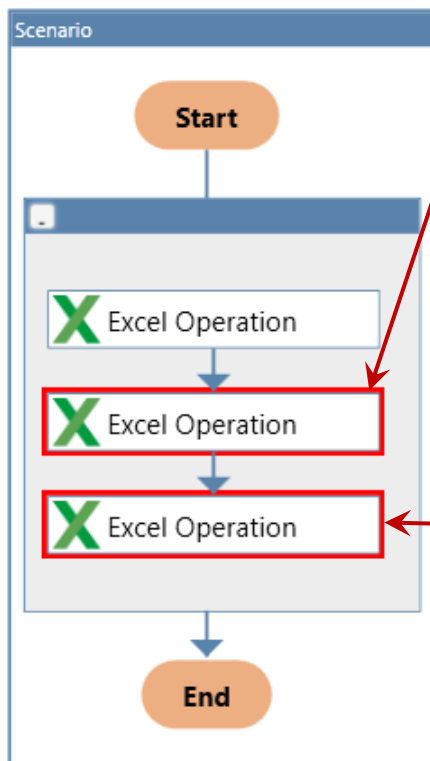 Scenario
Start
-
Excel Operation
Excel Operation
Excel Operation
End